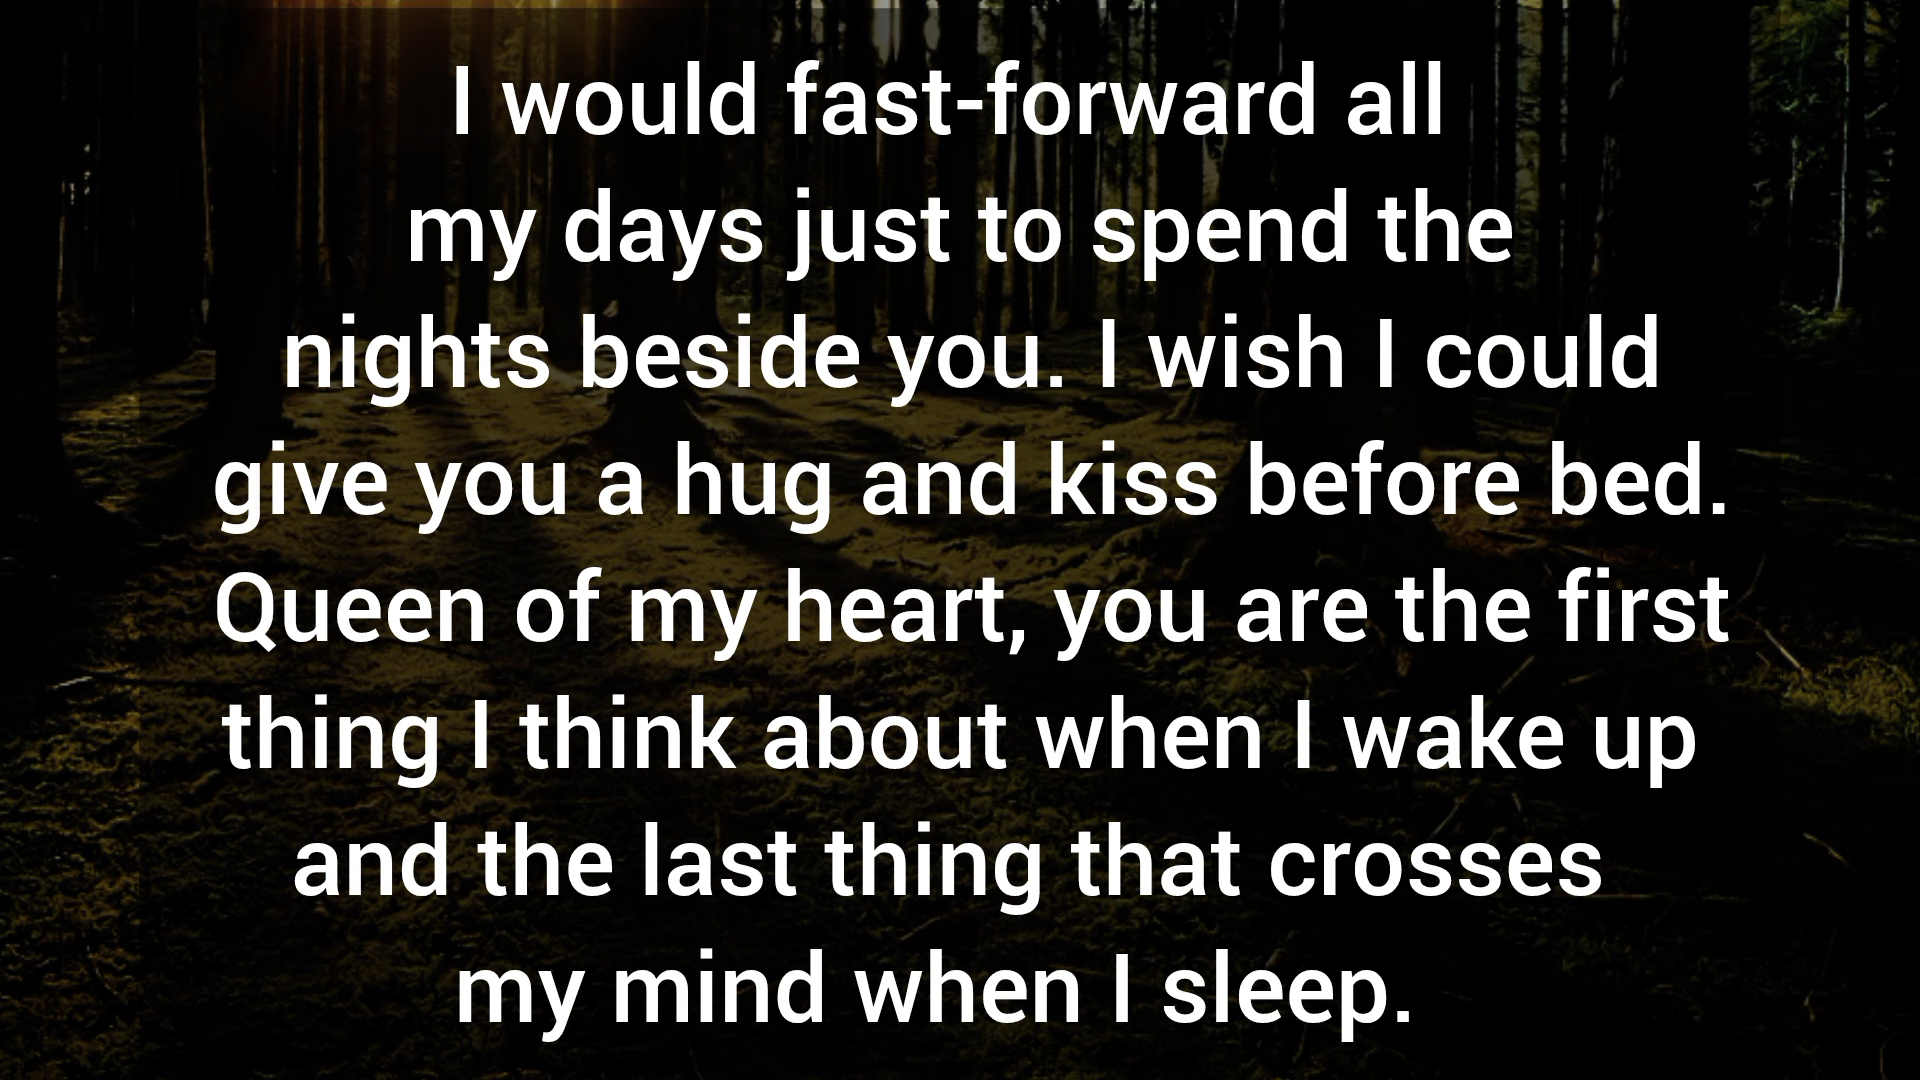 I would fast-forward all
my days just to spend the
nights beside you. I wish I could
give you a hug and kiss before bed.
Queen of my heart, you are the first
thing I think about when I wake up
and the last thing that crosses
my mind when I sleep.